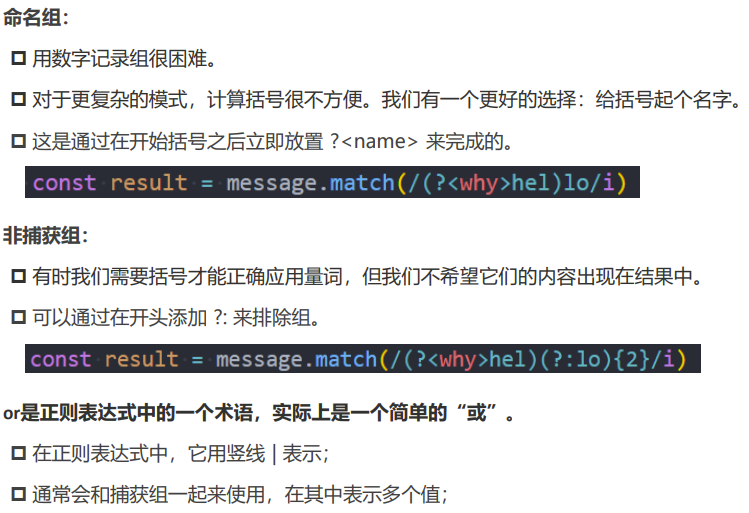 命名组：
用数字记录组很困难。
对于更复杂的模式，计算括号很不方便。我们有一个更好的选择：给括号起个名字。
这是通过在开始括号之后立即放置 ?<name> 来完成的。
const result = message.match(/(?<why>hel)lo/i)
非捕获组：
有时我们需要括号才能正确应用量词，但我们不希望它们的内容出现在结果中。
可以通过在开头添加 ?: 来排除组。
const result = message.match(/(?<why>hel)(?:lo){2}/i)
or是正则表达式中的一个术语，实际上是一个简单的“或”。
在正则表达式中，它用竖线 | 表示；
通常会和捕获组一起来使用，在其中表示多个值；